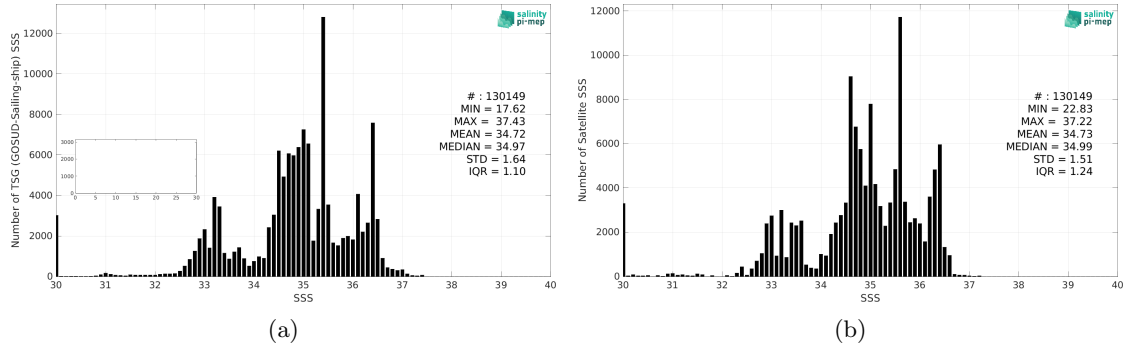 salinity
pi-mep
Number of TSG (GOSUD-Sailing-ship) SSS
12000
10000
8000
6000
4000
2000
0
# : 130149
MIN = 17.62
MAX = 37.43
MEAN = 34.72
MEDIAN = 34.97
STD = 1.64
IQR = 1.10
3000
2000
1000
0
0 5 10 15 20 25 30
30 31 32 33 34 35 36 37 38 39 40
SSS
(a)
salinity
pi-mep
Number of Satellite SSS
12000
10000
8000
6000
4000
2000
0
# : 130149
MIN = 22.83
MAX = 37.22
MEAN = 34.73
MEDIAN = 34.99
STD = 1.51
IQR = 1.24
30 31 32 33 34 35 36 37 38 39 40
SSS
(b)